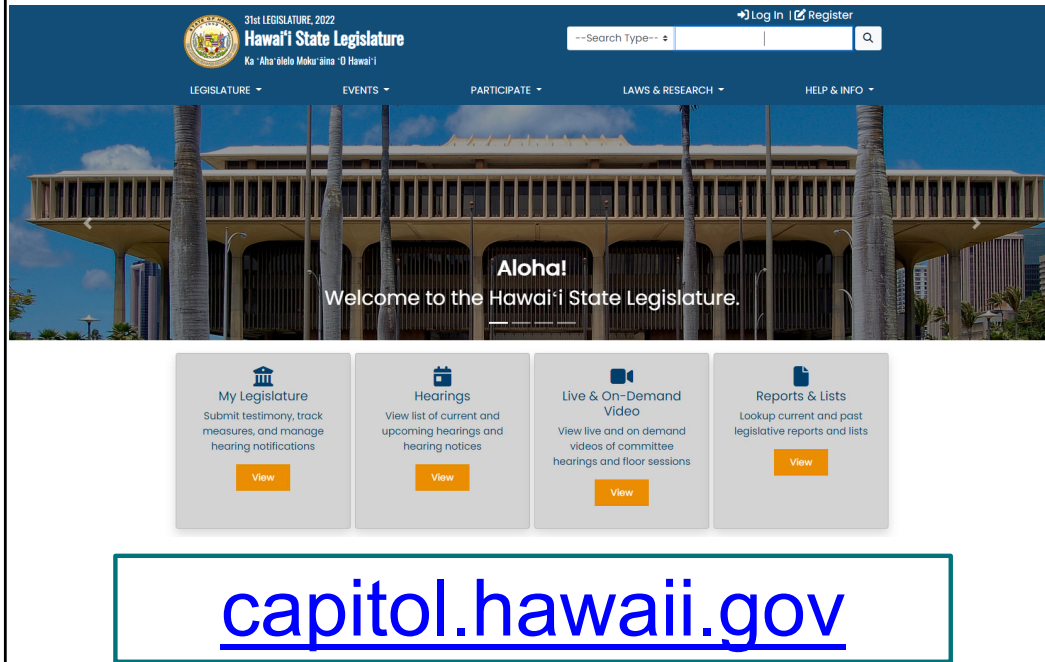 31st LEGISLATURE, 2022
Hawai‘i State Legislature
Ka ʻAhaʻōlelo Mokuʻāina ʻO Hawaiʻi
Log In | Register
--Search Type--
LEGISLATURE
EVENTS
PARTICIPATE
LAWS & RESEARCH
HELP & INFO
Aloha!
Welcome to the Hawai‘i State Legislature.
My Legislature
Submit testimony, track
measures, and manage
hearing notifications
View
Hearings
View list of current and
upcoming hearings and
hearing notices
View
Live & On-Demand
Video
View live and on demand
videos of committee
hearings and floor sessions
View
Reports & Lists
Lookup current and past
legislative reports and lists
View
capitol.hawaii.gov